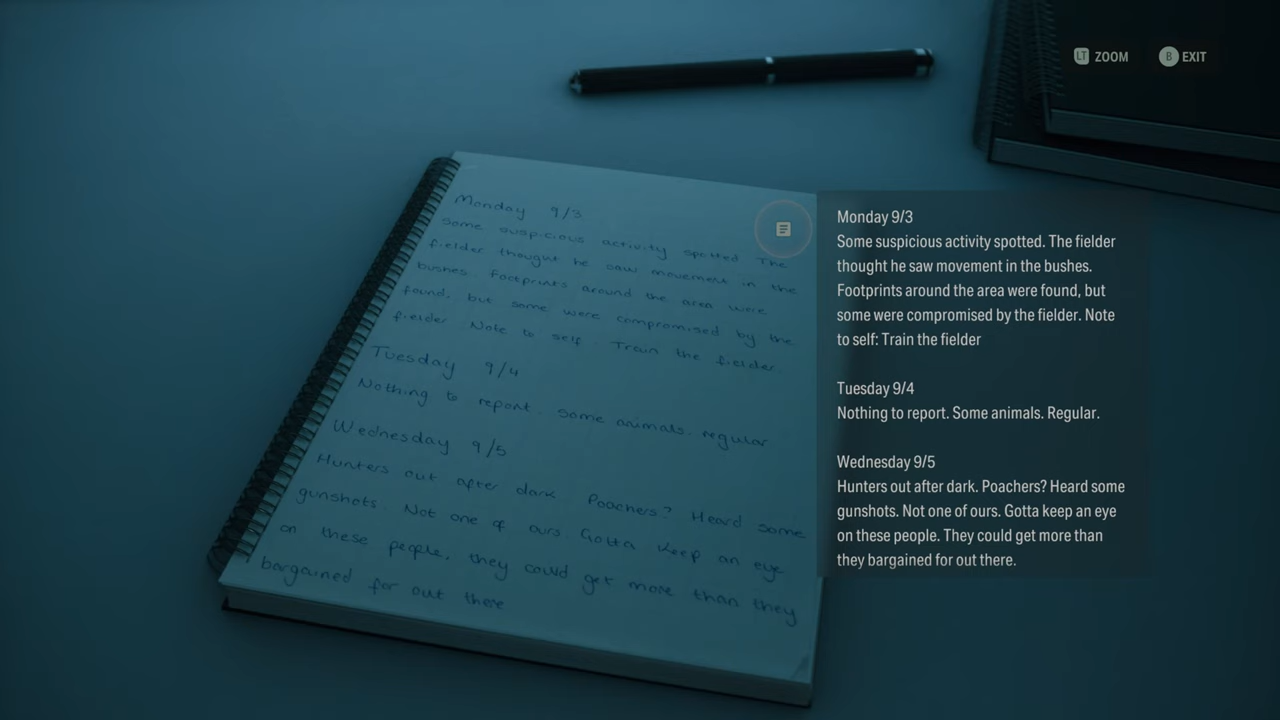 LT ZOOM B EXIT
Monday 9/3
Some suspicious activity spotted The
fielder thought he saw movement in the
bushes. Footprints around the area were
found, but some were compromised by the
fielder. Note to self. Train the fielder
Tuesday 9/4
Nothing to report. Some animals. regular
Wednesday 9/5
Hunters out after dark. Poachers? Heard some
gunshots. Not one of ours. Gotta keep an eye
on these people, they could get more than they
bargained for out there
Monday 9/3
Some suspicious activity spotted. The fielder
thought he saw movement in the bushes.
Footprints around the area were found, but
some were compromised by the fielder. Note
to self: Train the fielder
Tuesday 9/4
Nothing to report. Some animals. Regular.
Wednesday 9/5
Hunters out after dark. Poachers? Heard some
gunshots. Not one of ours. Gotta keep an eye
on these people. They could get more than
they bargained for out there.